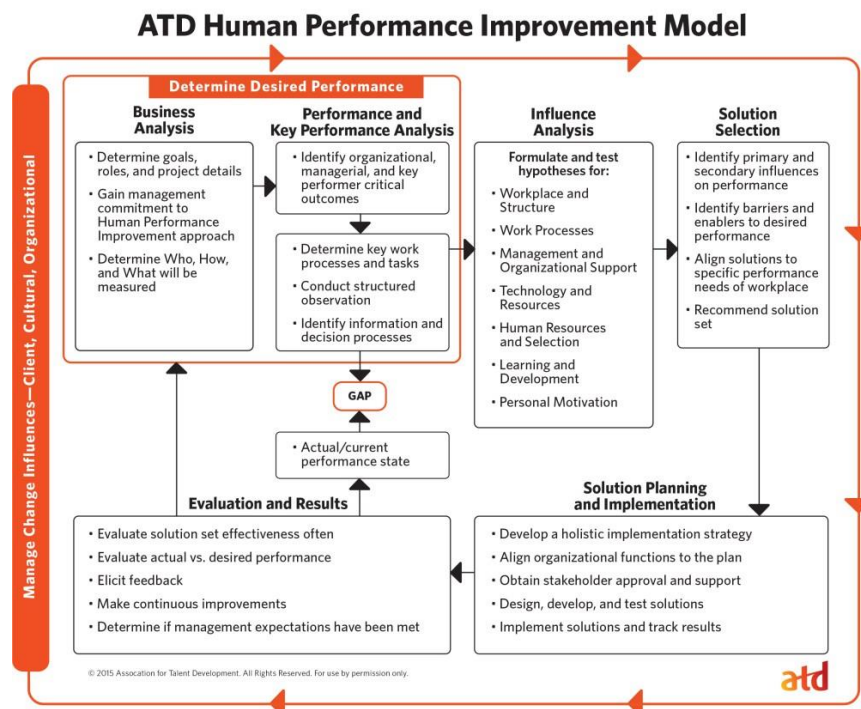 ATD Human Performance Improvement Model
Manage Change Influences—Client, Cultural, Organizational
Determine Desired Performance
Business
Analysis
• Determine goals,
roles, and project details
• Gain management
commitment to
Human Performance
Improvement approach
• Determine Who, How,
and What will be
measured
Performance and
Key Performance Analysis
• Identify organizational,
managerial, and key
performer critical
outcomes
• Determine key work
processes and tasks
• Conduct structured
observation
• Identify information and
decision processes
GAP
• Actual/current
performance state
Influence
Analysis
Formulate and test
hypotheses for:
• Workplace and
Structure
• Work Processes
• Management and
Organizational Support
• Technology and
Resources
• Human Resources
and Selection
• Learning and
Development
• Personal Motivation
Solution
Selection
• Identify primary and
secondary influences
on performance
• Identify barriers and
enablers to desired
performance
• Align solutions to
specific performance
needs of workplace
• Recommend solution
set
Solution Planning
and Implementation
• Develop a holistic implementation strategy
• Align organizational functions to the plan
• Obtain stakeholder approval and support
• Design, develop, and test solutions
• Implement solutions and track results
Evaluation and Results
• Evaluate solution set effectiveness often
• Evaluate actual vs. desired performance
• Elicit feedback
• Make continuous improvements
• Determine if management expectations have been met
© 2015 Assocation for Talent Development. All Rights Reserved. For use by permission only.
atd